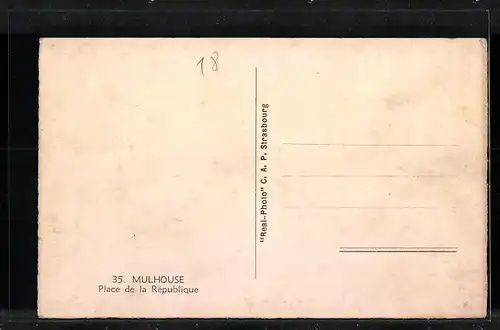 18
"Real-Photo" C. A. P. Strasbourg
35. MULHOUSE
Place de la République